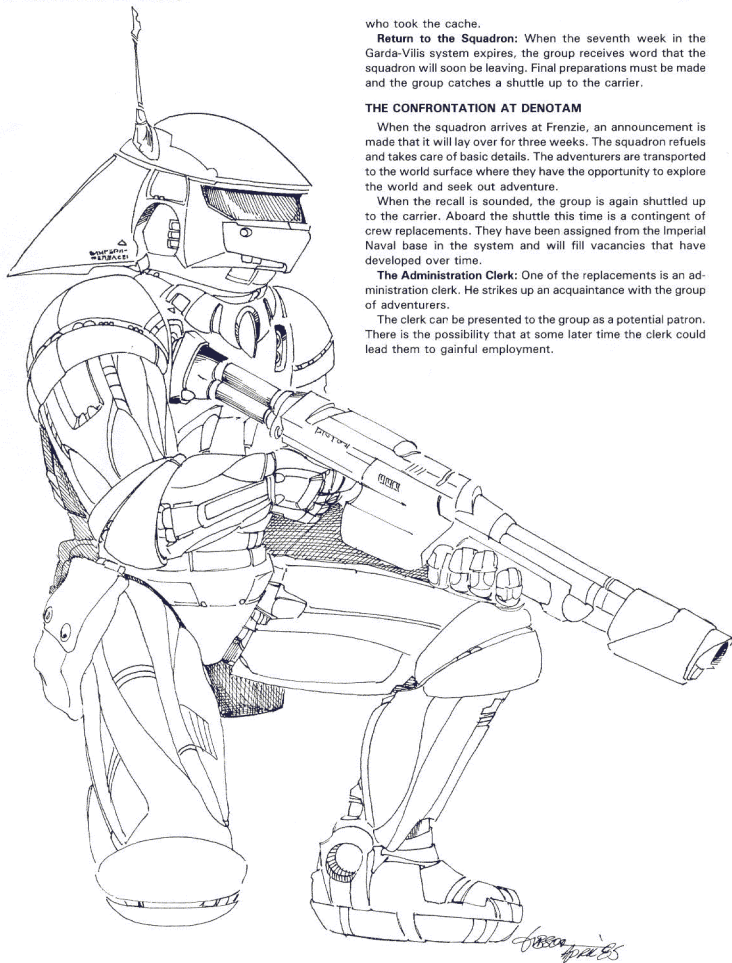 who took the cache.
Return to the Squadron: When the seventh week in the
Garda-Vilis system expires, the group receives word that the
squadron will soon be leaving. Final preparations must be made
and the group catches a shuttle up to the carrier.
THE CONFRONTATION AT DENOTAM
When the squadron arrives at Frenzie, an announcement is
made that it will lay over for three weeks. The squadron refuels
and takes care of basic details. The adventurers are transported
to the world surface where they have the opportunity to explore
the world and seek out adventure.
When the recall is sounded, the group is again shuttled up
to the carrier. Aboard the shuttle this time is a contingent of
crew replacements. They have been assigned from the Imperial
Naval base in the system and will fill vacancies that have
developed over time.
The Administration Clerk: One of the replacements is an ad-
ministration clerk. He strikes up an acquaintance with the group
of adventurers.
The clerk can be presented to the group as a potential patron.
There is the possibility that at some later time the clerk could
lead them to gainful employment.